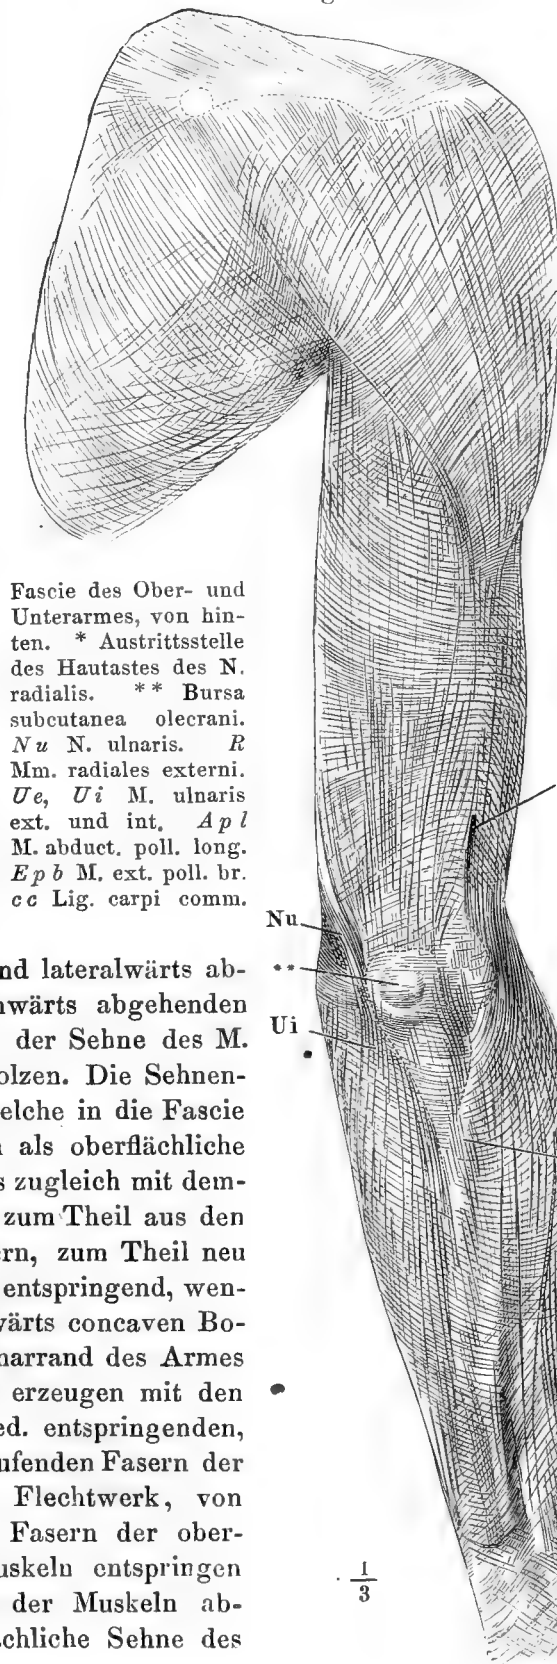 Fascie des Ober- und
Unterarmes, von hin-
ten. * Austrittsstelle
des Hautastes des N.
radialis. ** Bursa
subcutanea olecrani.
Nu N. ulnaris. R
Mm. radiales externi.
Ue, Ui M. ulnaris
ext. und int. Apl
M. abduct. poll. long.
Epb M. ext. poll. br.
cc Lig. carpi comm.
Nu
**
Ui
nd lateralwärts ab-
nwärts abgehenden
der Sehne des M.
olzen. Die Sehnen-
elche in die Fascie
als oberflächliche
s zugleich mit dem-
zum Theil aus den
rn, zum Theil neu
entspringend, wen-
wärts concaven Bo-
narrand des Armes
erzeugen mit den
ed. entspringenden,
ufenden Fasern der
Flechtwerk, von
Fasern der ober-
uskeln entspringen
der Muskeln ab-
chliche Sehne des
1
3